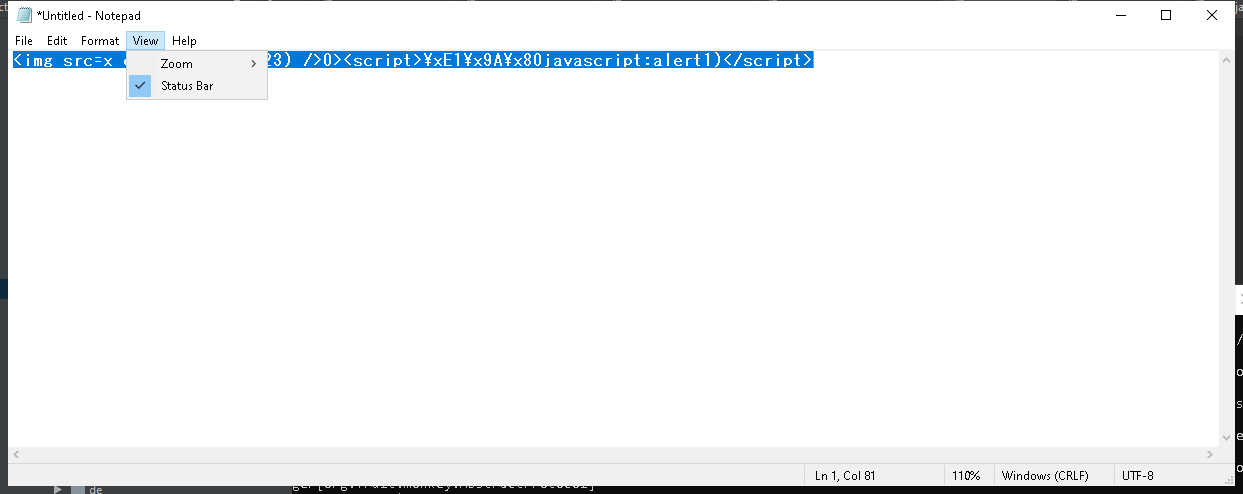 *Untitled - Notepad
File Edit Format View Help
<img src=x 23) />0><script>¥xE1¥x9A¥x80javascript:alert1)</script>
Zoom
Status Bar
Ln 1, Col 81 110% Windows (CRLF) UTF-8
de